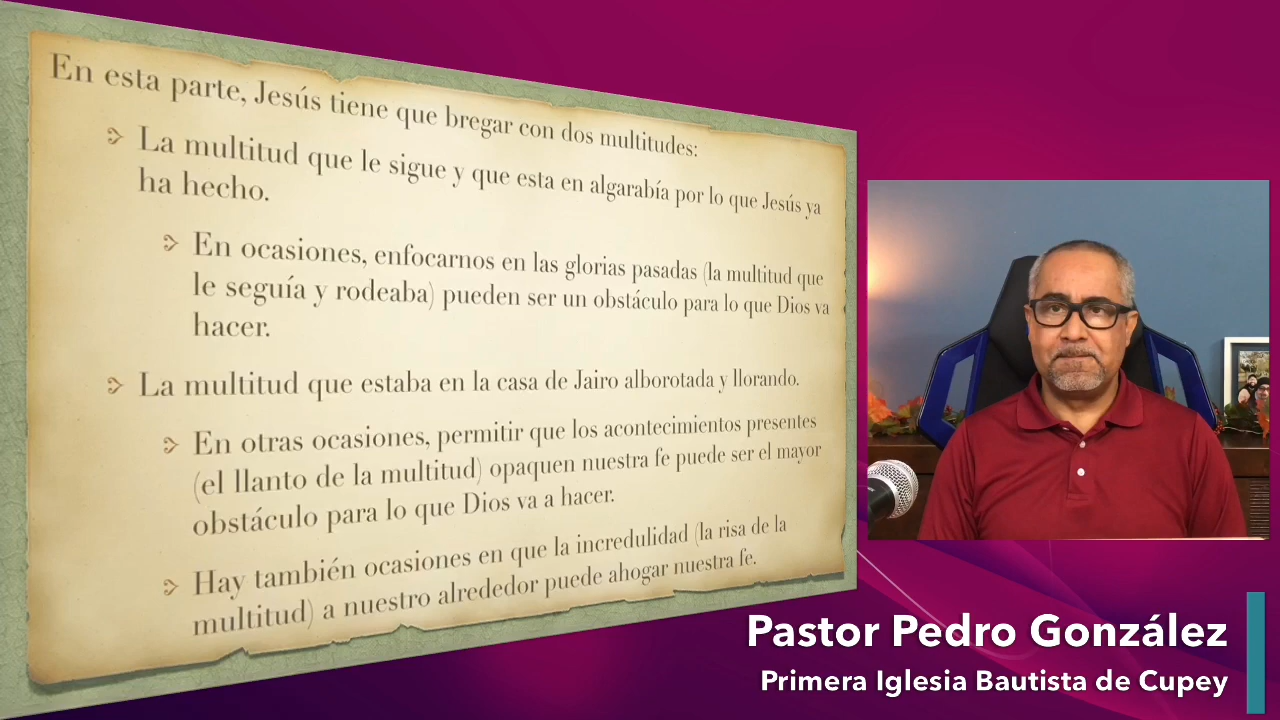 En esta parte, Jesús tiene que bregar con dos multitudes:
La multitud que le sigue y que esta en algarabía por lo que Jesús ya
ha hecho.
En ocasiones, enfocarnos en las glorias pasadas (la multitud que
le seguía y rodeaba) pueden ser un obstáculo para lo que Dios va
hacer.
La multitud que estaba en la casa de Jairo alborotada y llorando.
En otras ocasiones, permitir que los acontecimientos presentes
(el llanto de la multitud) opaquen nuestra fe puede ser el mayor
obstáculo para lo que Dios va a hacer.
Hay también ocasiones en que la incredulidad (la risa de la
multitud) a nuestro alrededor puede ahogar nuestra fe.
Pastor Pedro González
Primera Iglesia Bautista de Cupey